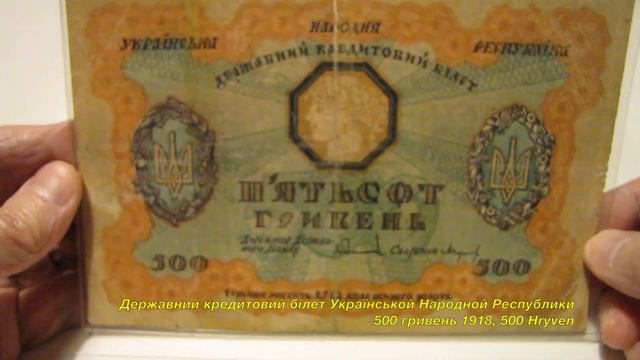 НАРОДНЯ
УКРАЇНСЬКА РЕСПУБЛІКА
ДЕРЖАВНИЙ КРЕДИТОВИЙ БІЛЕТ
П'ЯТЬСОТ
ГРИВЕНЬ
500 500
Державний кредитовий білет Української Народной Республики
500 гривень 1918, 500 Hryven